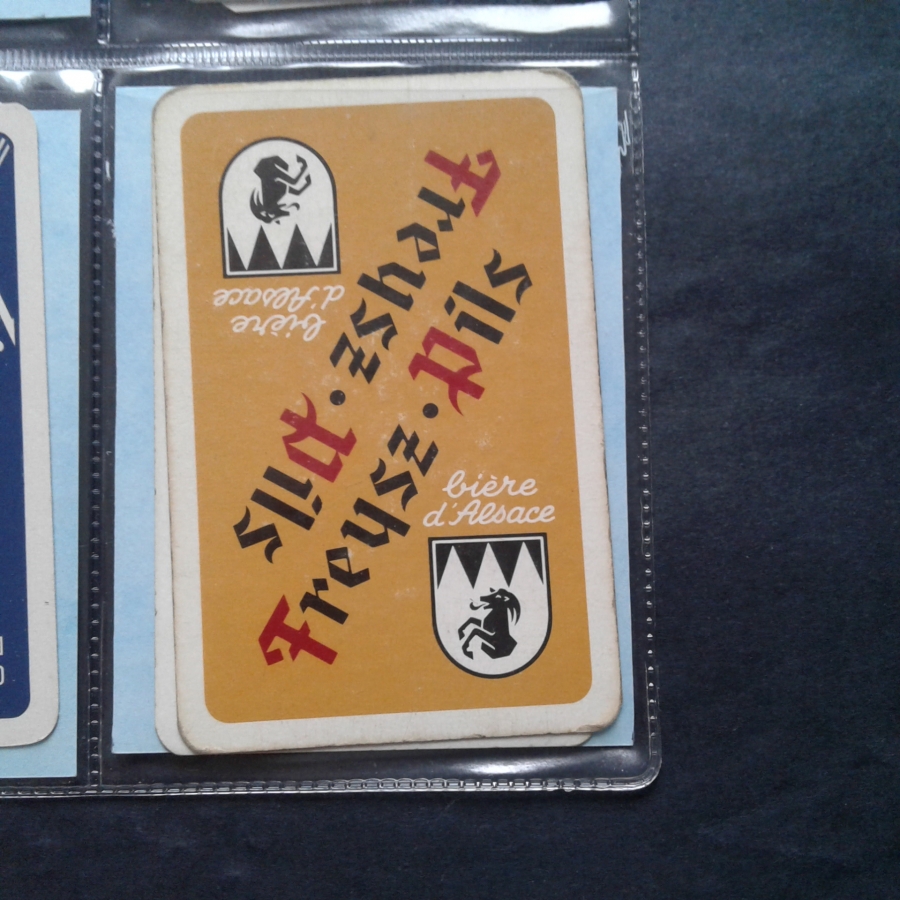 Freysz · Pils
bière
d'Alsace
Freysz · Pils
bière
d'Alsace